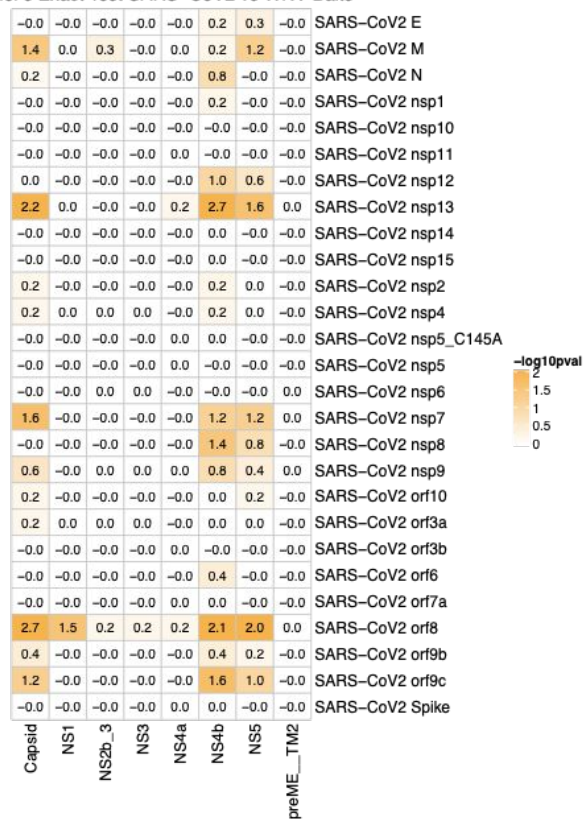 −0.0 −0.0 −0.0 −0.0 −0.0 0.2 0.3 −0.0 SARS−CoV2 E
1.4 0.0 0.3 −0.0 0.0 0.2 1.2 −0.0 SARS−CoV2 M
0.2 −0.0 −0.0 −0.0 −0.0 0.8 −0.0 −0.0 SARS−CoV2 N
−0.0 −0.0 −0.0 −0.0 −0.0 0.2 −0.0 −0.0 SARS−CoV2 nsp1
−0.0 −0.0 −0.0 −0.0 −0.0 −0.0 −0.0 −0.0 SARS−CoV2 nsp10
−0.0 −0.0 −0.0 −0.0 0.0 −0.0 −0.0 −0.0 SARS−CoV2 nsp11
0.0 −0.0 −0.0 −0.0 −0.0 1.0 0.6 −0.0 SARS−CoV2 nsp12
2.2 0.0 −0.0 −0.0 0.2 2.7 1.6 0.0 SARS−CoV2 nsp13
−0.0 −0.0 −0.0 −0.0 −0.0 0.0 −0.0 −0.0 SARS−CoV2 nsp14
−0.0 −0.0 −0.0 −0.0 −0.0 0.0 −0.0 −0.0 SARS−CoV2 nsp15
0.2 −0.0 −0.0 −0.0 −0.0 0.2 0.0 −0.0 SARS−CoV2 nsp2
0.2 0.0 0.0 0.0 −0.0 0.2 0.0 −0.0 SARS−CoV2 nsp4
−0.0 −0.0 −0.0 −0.0 0.0 0.0 −0.0 −0.0 SARS−CoV2 nsp5_C145A
−0.0 −0.0 −0.0 −0.0 0.0 −0.0 −0.0 −0.0 SARS−CoV2 nsp5
−0.0 −0.0 0.0 0.0 −0.0 −0.0 −0.0 0.0 SARS−CoV2 nsp6
1.6 −0.0 −0.0 −0.0 −0.0 1.2 1.2 0.0 SARS−CoV2 nsp7
−0.0 −0.0 −0.0 −0.0 −0.0 1.4 0.8 −0.0 SARS−CoV2 nsp8
0.6 −0.0 0.0 0.0 0.0 0.8 0.4 0.0 SARS−CoV2 nsp9
0.2 −0.0 −0.0 −0.0 −0.0 0.0 0.2 −0.0 SARS−CoV2 orf10
0.2 0.0 0.0 0.0 −0.0 0.0 0.0 −0.0 SARS−CoV2 orf3a
−0.0 −0.0 −0.0 −0.0 0.0 −0.0 −0.0 −0.0 SARS−CoV2 orf3b
−0.0 −0.0 −0.0 −0.0 −0.0 0.4 −0.0 −0.0 SARS−CoV2 orf6
−0.0 −0.0 −0.0 −0.0 0.0 0.0 −0.0 −0.0 SARS−CoV2 orf7a
2.7 1.5 0.2 0.2 0.2 2.1 2.0 0.0 SARS−CoV2 orf8
0.4 −0.0 −0.0 −0.0 −0.0 0.4 0.2 −0.0 SARS−CoV2 orf9b
1.2 −0.0 −0.0 −0.0 −0.0 1.6 1.0 −0.0 SARS−CoV2 orf9c
−0.0 −0.0 −0.0 −0.0 0.0 0.0 −0.0 −0.0 SARS−CoV2 Spike
Capsid NS1 NS2b_3 NS3 NS4a NS4b NS5 preME__TM2
−log10pval
2
1.5
1
0.5
0